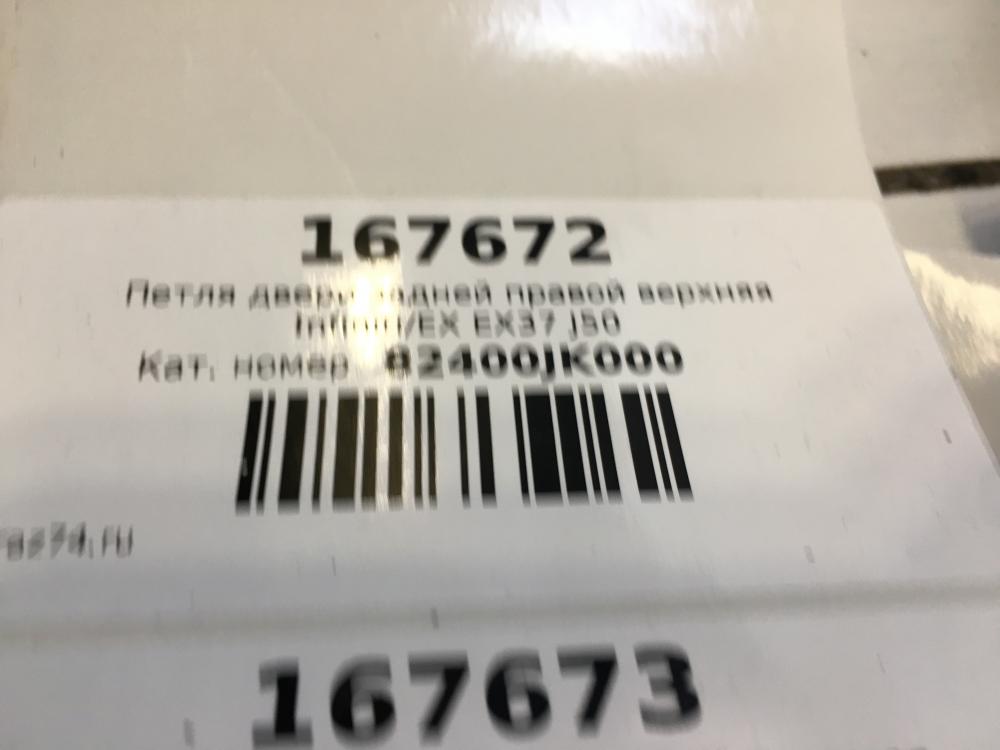 167672
Петля двери задней правой верхняя
Infiniti/EX EX37 J50
Кат. номер 82400JK000
167673